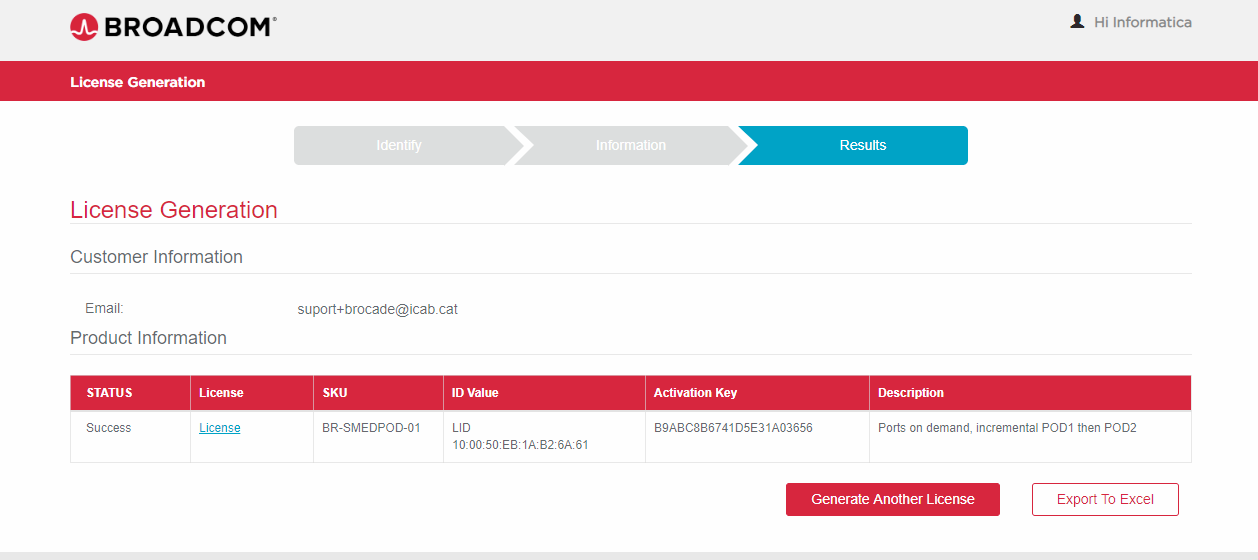 BROADCOM®
Hi Informatica
License Generation
Identify
Information
Results
License Generation
Customer Information
Email:
suport+brocade@icab.cat
Product Information
STATUS
License
SKU
ID Value
Activation Key
Description
Success
License
BR-SMEDPOD-01
LID
10:00:50:EB:1A:B2:6A:61
B9ABC8B6741D5E31A03656
Ports on demand, incremental POD1 then POD2
Generate Another License
Export To Excel